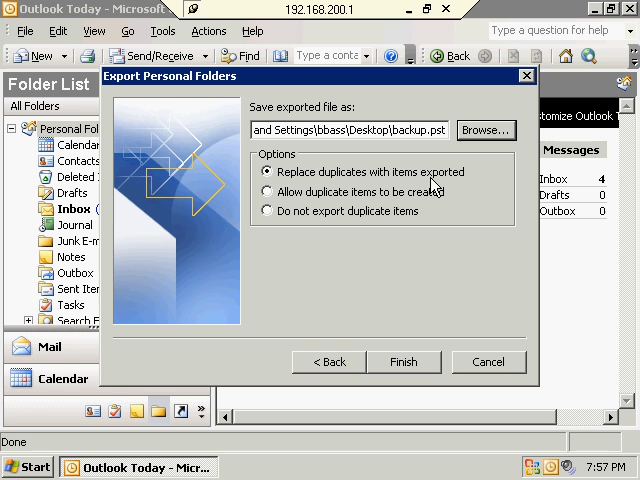 Outlook Today - Microsoft
192.168.200.1
File Edit View Go Tools Actions Help
Type a question for help
New Send/Receive Find Type a conta Back
Folder List
Export Personal Folders
All Folders
Save exported file as:
and Settings\bbass\Desktop\backup.pst Browse...
Options
Replace duplicates with items exported
Allow duplicate items to be created
Do not export duplicate items
< Back Finish Cancel
Personal Fol
Calendar
Contacts
Deleted
Drafts
Inbox (
Journal
Junk E-m
Notes
Outbox
Sent Iter
Tasks
Search F
Mail
Calendar
stomize Outlook T
Messages
Inbox 4
Drafts 0
Outbox 0
Done
Start Outlook Today - Micr... 7:57 PM